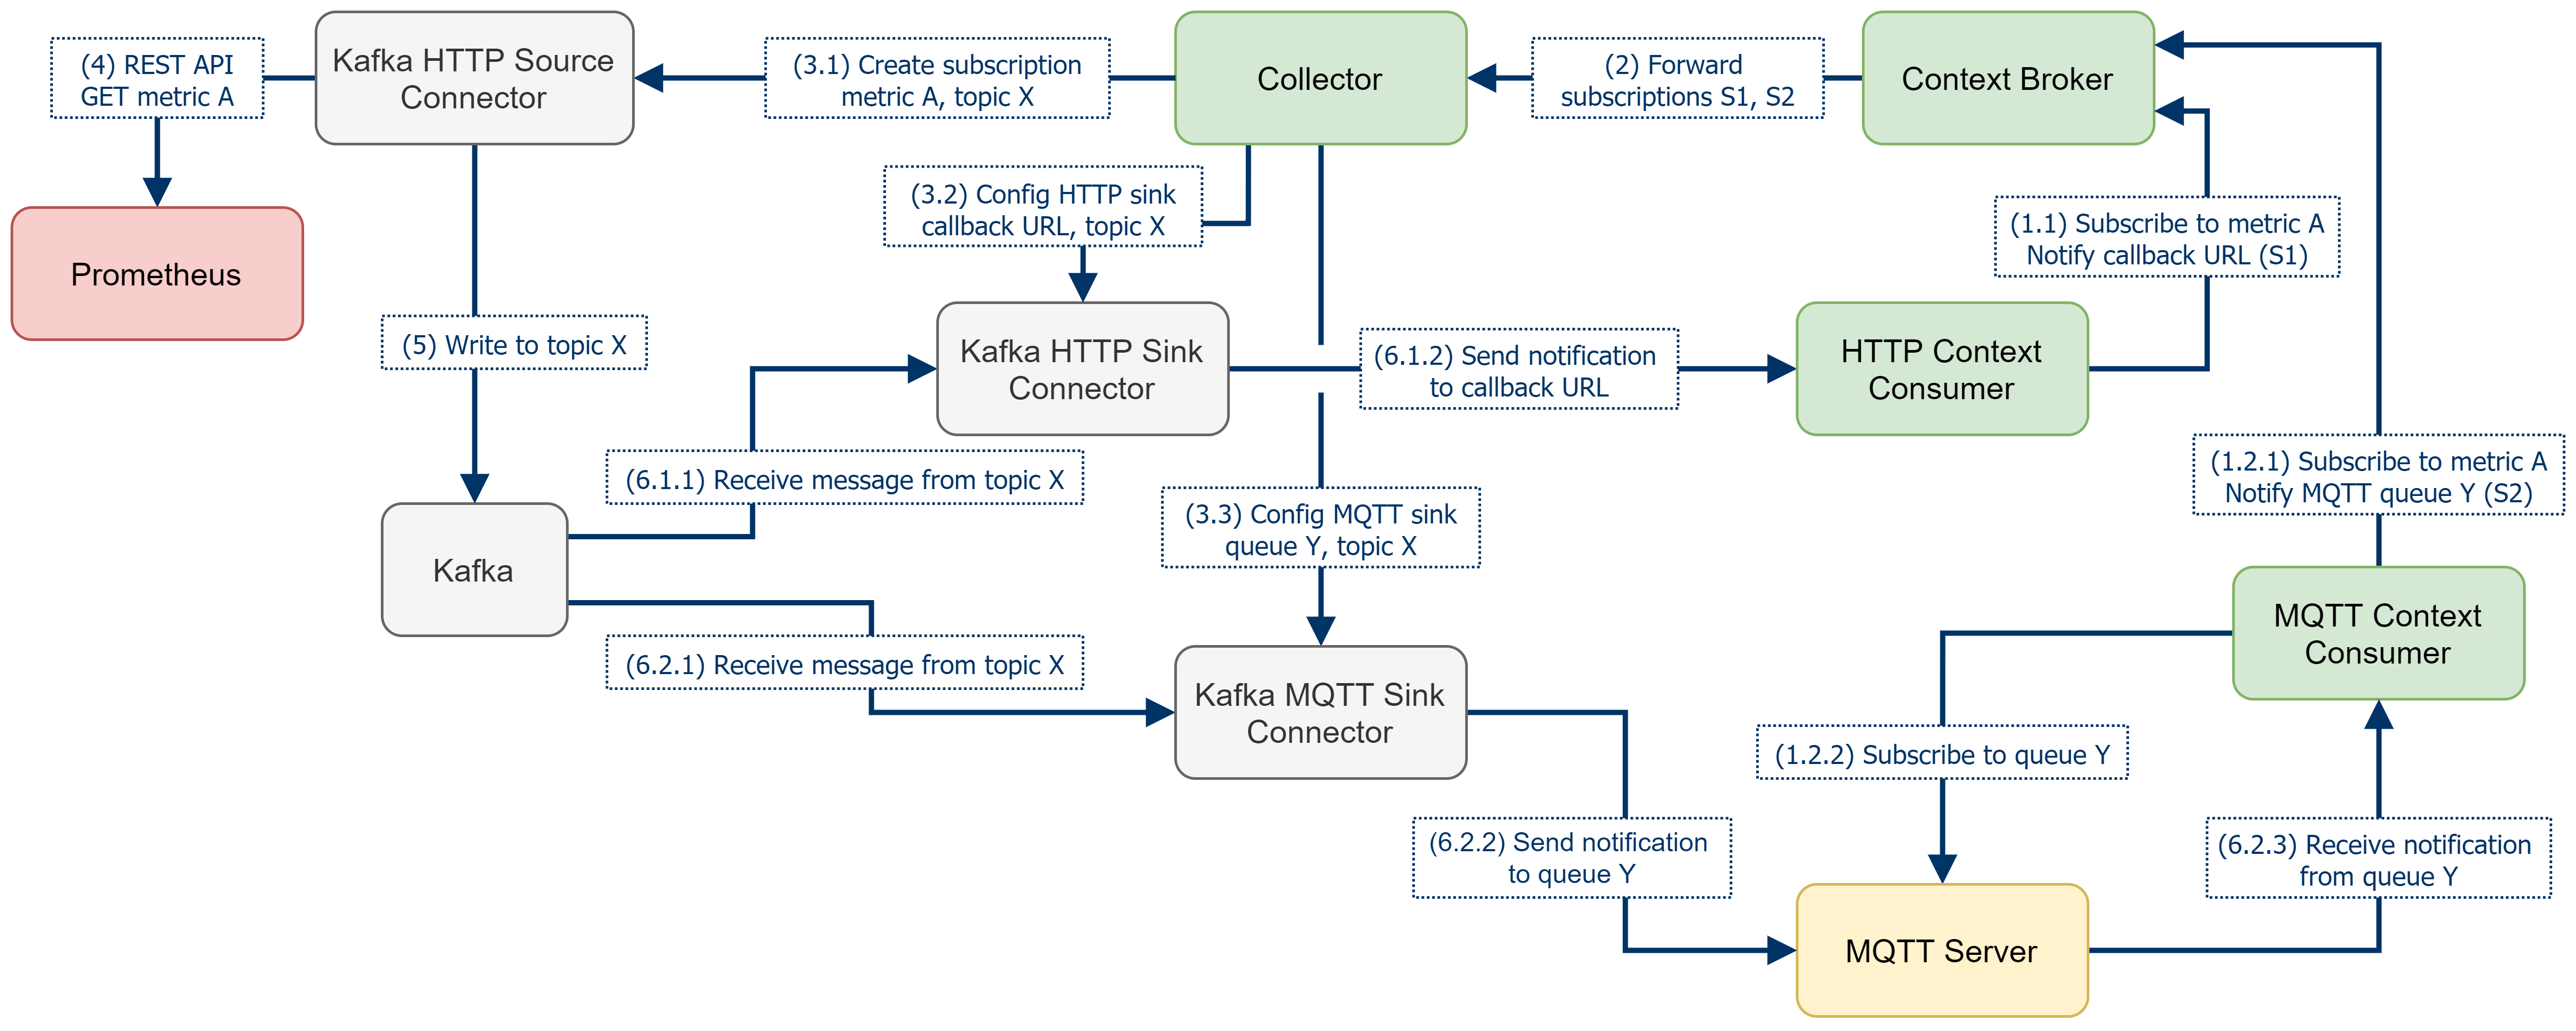 Kafka HTTP Source
Connector
Collector
Context Broker
(4) REST API
GET metric A
(3.1) Create subscription
metric A, topic X
(2) Forward
subscriptions S1, S2
(3.2) Config HTTP sink
callback URL, topic X
(1.1) Subscribe to metric A
Notify callback URL (S1)
Prometheus
(5) Write to topic X
Kafka HTTP Sink
Connector
(6.1.2) Send notification
to callback URL
HTTP Context
Consumer
(6.1.1) Receive message from topic X
(1.2.1) Subscribe to metric A
Notify MQTT queue Y (S2)
(3.3) Config MQTT sink
queue Y, topic X
Kafka
(6.2.1) Receive message from topic X
MQTT Context
Consumer
Kafka MQTT Sink
Connector
(1.2.2) Subscribe to queue Y
(6.2.2) Send notification
to queue Y
(6.2.3) Receive notification
from queue Y
MQTT Server